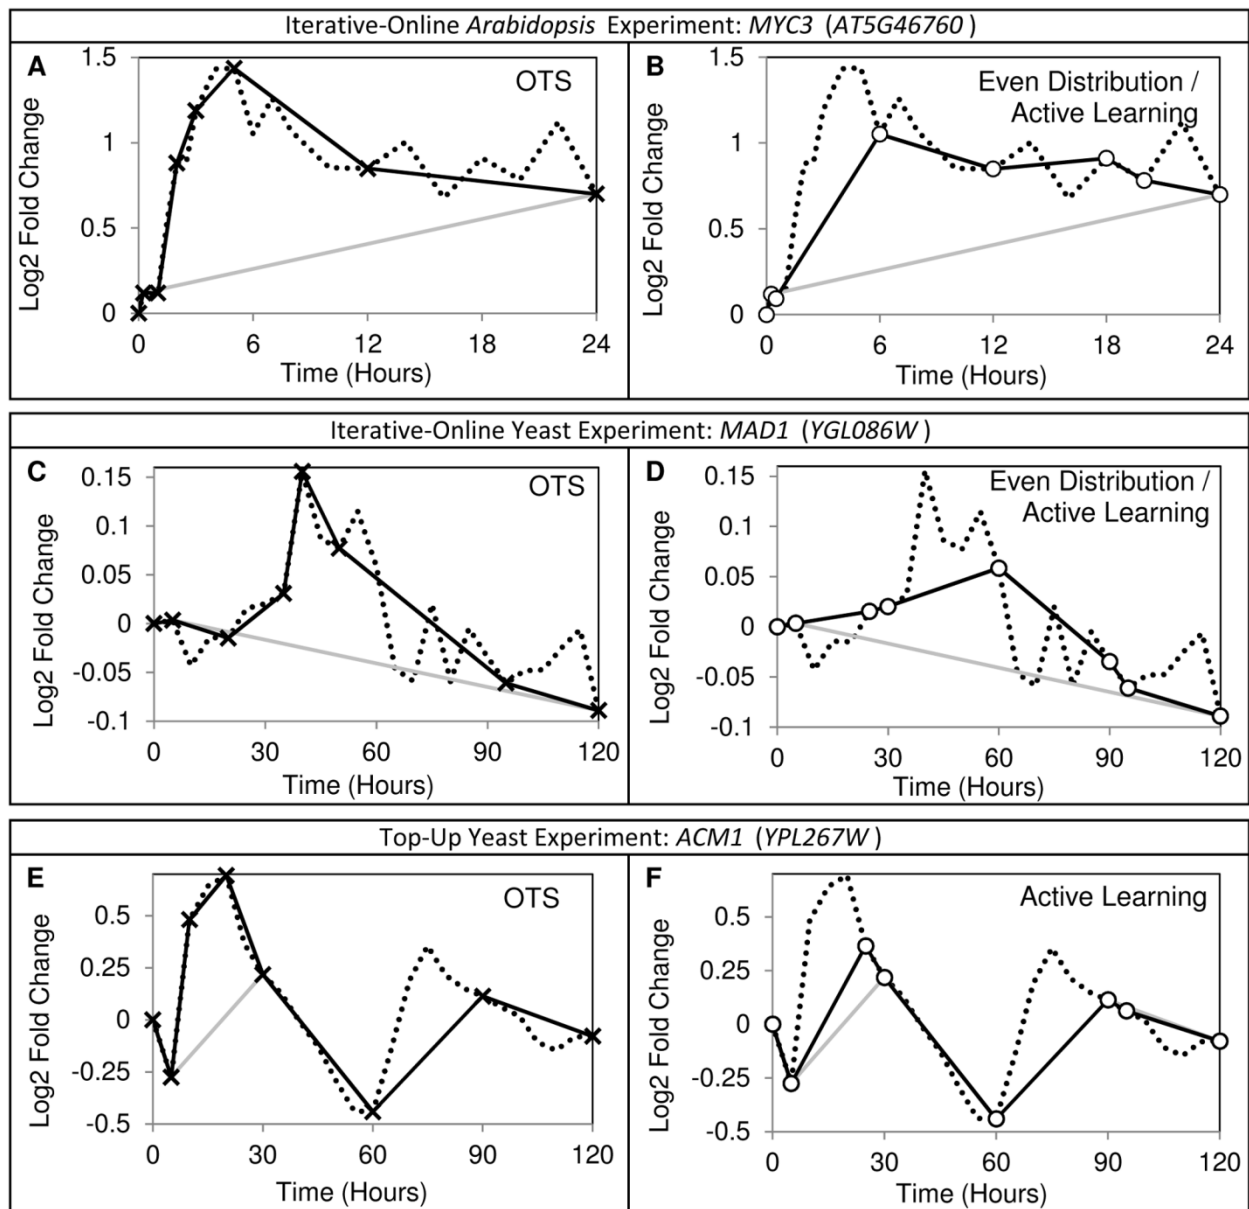 Iterative-Online Arabidopsis Experiment: MYC3 (AT5G46760)
A
OTS
Log2 Fold Change
1.5
1
0.5
0
0 6 12 18 24
Time (Hours)
B
Even Distribution /
Active Learning
Log2 Fold Change
1.5
1
0.5
0
0 6 12 18 24
Time (Hours)
Iterative-Online Yeast Experiment: MAD1 (YGL086W)
C
OTS
Log2 Fold Change
0.15
0.1
0.05
0
-0.05
-0.1
0 30 60 90 120
Time (Hours)
D
Even Distribution /
Active Learning
Log2 Fold Change
0.15
0.1
0.05
0
-0.05
-0.1
0 30 60 90 120
Time (Hours)
Top-Up Yeast Experiment: ACM1 (YPL267W)
E
OTS
Log2 Fold Change
0.5
0.25
0
-0.25
-0.5
0 30 60 90 120
Time (Hours)
F
Active Learning
Log2 Fold Change
0.5
0.25
0
-0.25
-0.5
0 30 60 90 120
Time (Hours)